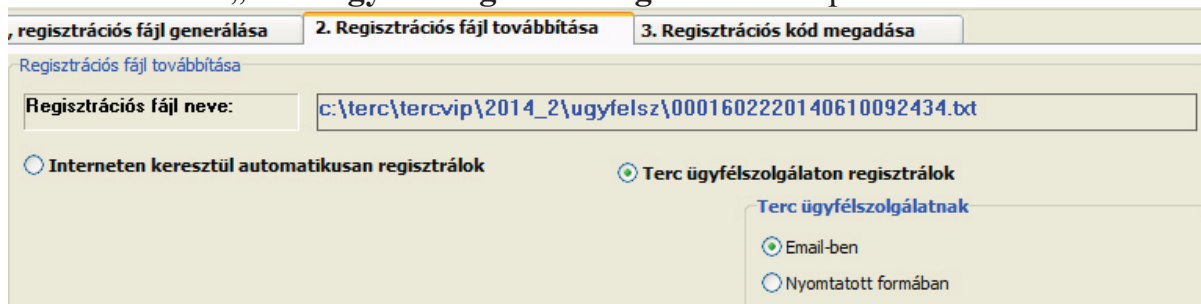 , regisztrációs fájl generálása 2. Regisztrációs fájl továbbítása 3. Regisztrációs kód megadása
Regisztrációs fájl továbbítása
Regisztrációs fájl neve: c:\terc\tercvip\2014_2\ugyfelsz\0001602220140610092434.txt
Interneten keresztül automatikusan regisztrálok Terc ügyfélszolgálaton regisztrálok
Terc ügyfélszolgálatnak
Email-ben
Nyomtatott formában